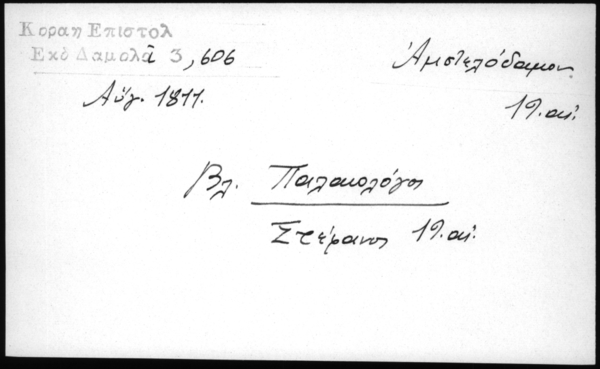 Κοραη Επιστολ
Εκδ Δαμαλᾶ 3, 606
Ἀμστελόδαμον.
Αὔγ. 1811.
19. αἰ.
Βλ. Παλαιολόγος
Στέφανος 19. αἰ.